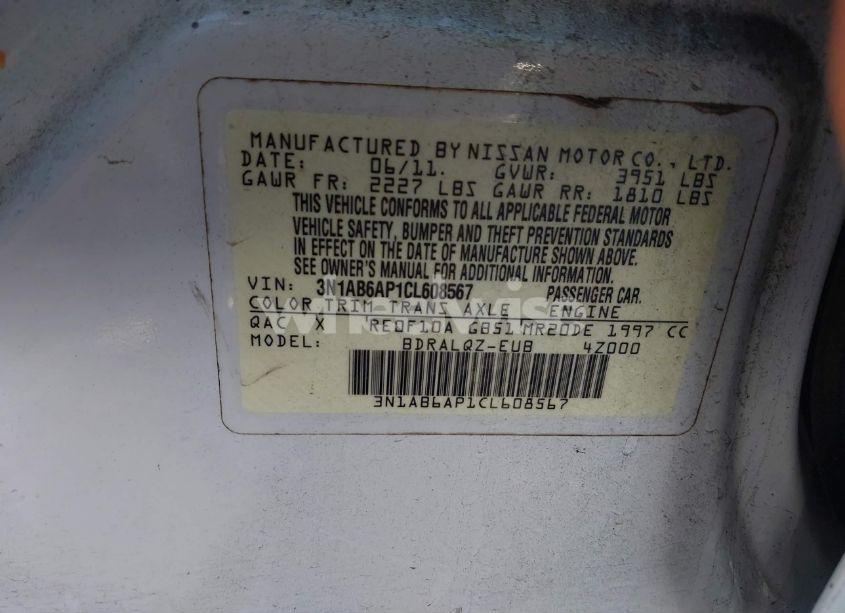 MANUFACTURED BY NISSAN MOTOR CO., LTD.
DATE: 06/11. GVWR: 3951 LBS
GAWR FR: 2227 LBS GAWR RR: 1810 LBS
THIS VEHICLE CONFORMS TO ALL APPLICABLE FEDERAL MOTOR
VEHICLE SAFETY, BUMPER AND THEFT PREVENTION STANDARDS
IN EFFECT ON THE DATE OF MANUFACTURE SHOWN ABOVE.
SEE OWNER'S MANUAL FOR ADDITIONAL INFORMATION.
VIN: 3N1AB6AP1CL608567 PASSENGER CAR.
COLOR TRIM TRANS AXLE ENGINE
QAC X RE0F10A GB51 MR20DE 1997 CC
MODEL: BDRALQZ-EUB 4Z000
3N1AB6AP1CL608567